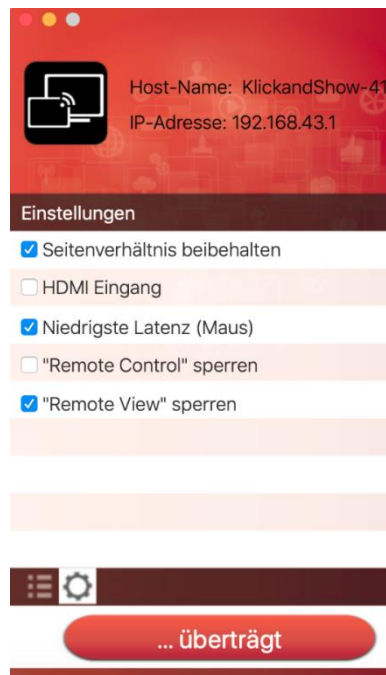 Host-Name: KlickandShow-41
IP-Adresse: 192.168.43.1
Einstellungen
Seitenverhältnis beibehalten
HDMI Eingang
Niedrigste Latenz (Maus)
"Remote Control" sperren
"Remote View" sperren
... überträgt